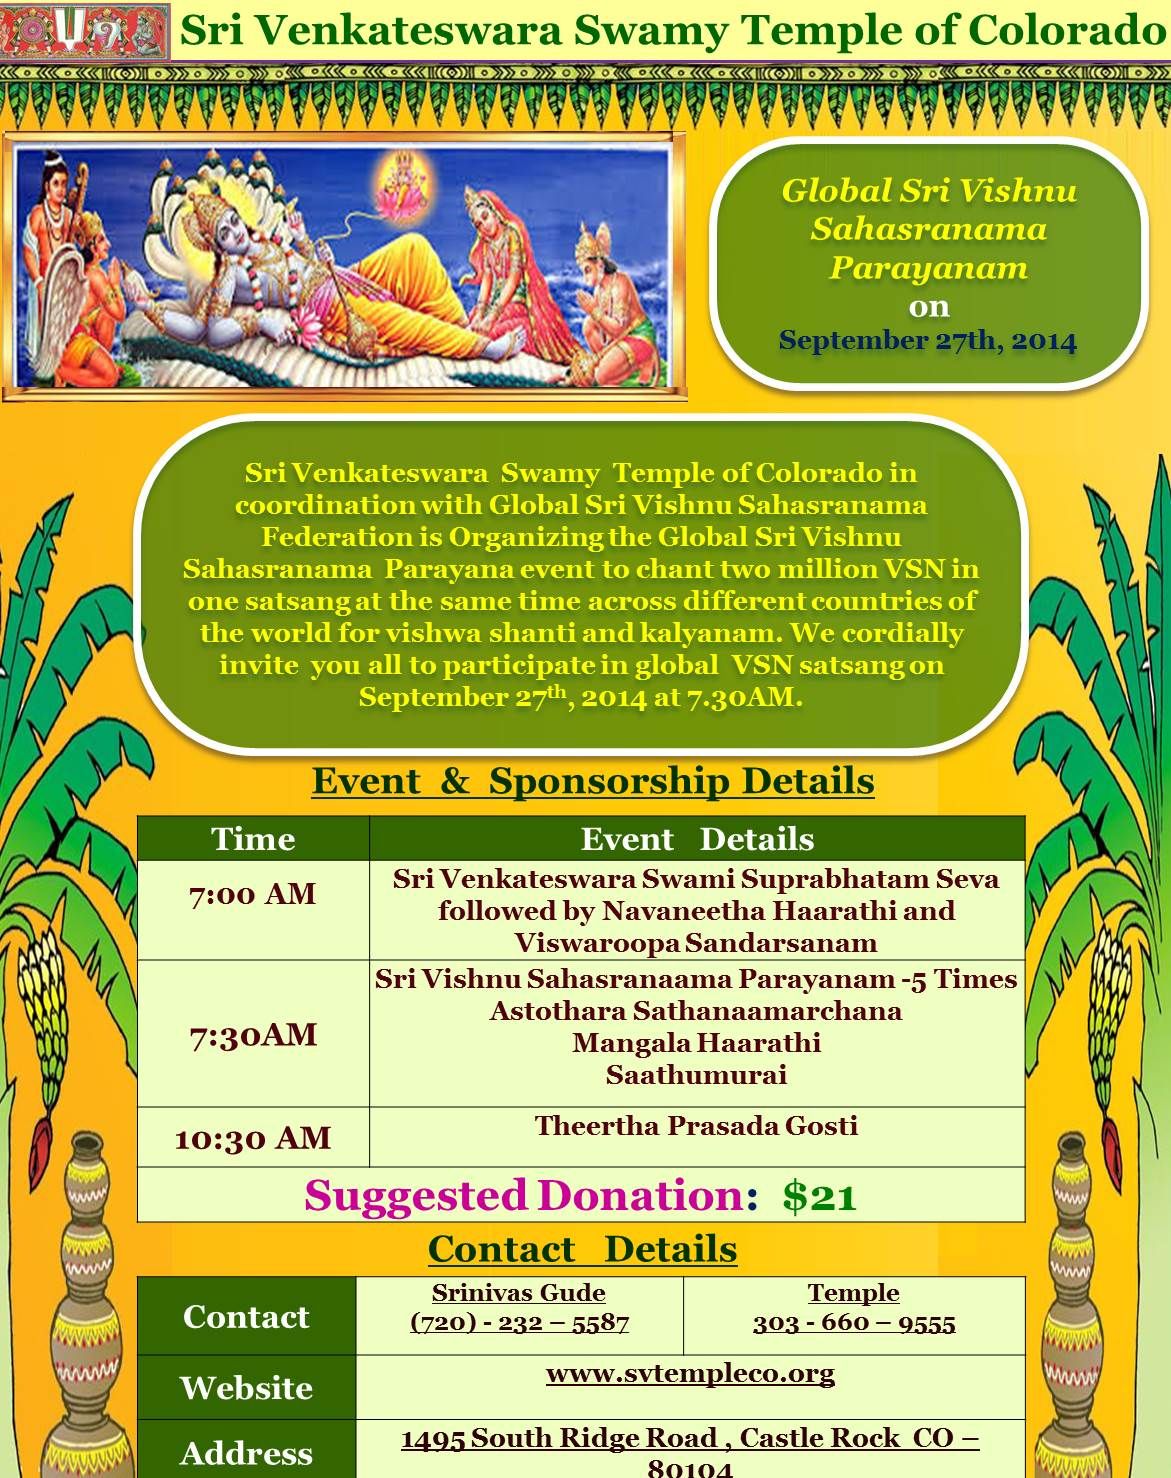 Sri Venkateswara Swamy Temple of Colorado
Global Sri Vishnu
Sahasranama
Parayanam
on
September 27th, 2014
Sri Venkateswara Swamy Temple of Colorado in
coordination with Global Sri Vishnu Sahasranama
Federation is Organizing the Global Sri Vishnu
Sahasranama Parayana event to chant two million VSN in
one satsang at the same time across different countries of
the world for vishwa shanti and kalyanam. We cordially
invite you all to participate in global VSN satsang on
September 27th, 2014 at 7.30AM.
Event & Sponsorship Details
Time Event Details
7:00 AM
Sri Venkateswara Swami Suprabhatam Seva
followed by Navaneetha Haarathi and
Viswaroopa Sandarsanam
7:30AM
Sri Vishnu Sahasranaama Parayanam -5 Times
Astothara Sathanaamarchana
Mangala Haarathi
Saathumurai
10:30 AM
Theertha Prasada Gosti
Suggested Donation: $21
Contact Details
Contact
Srinivas Gude
(720) - 232 – 5587
Temple
303 - 660 – 9555
Website
www.svtempleco.org
Address
1495 South Ridge Road , Castle Rock CO –
80104